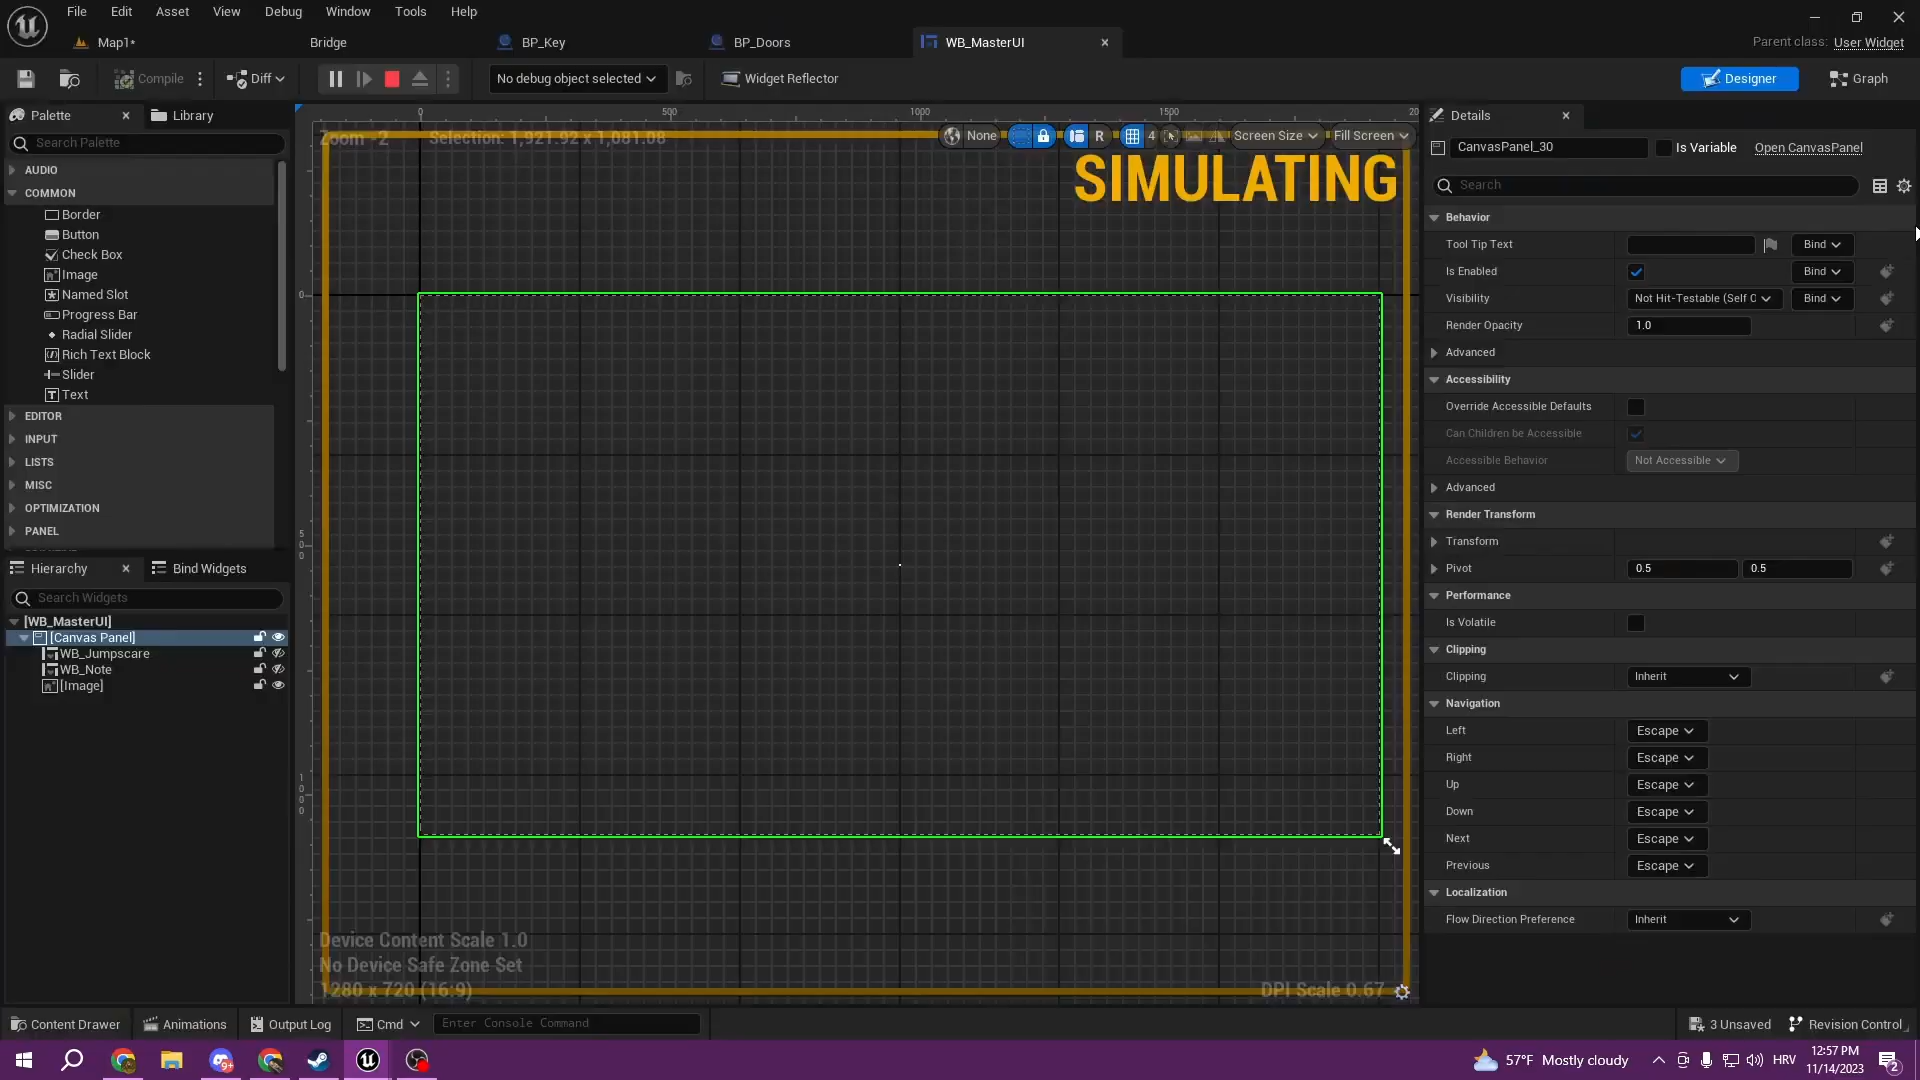 File Edit Asset View Debug Window Tools Help
Map1* Bridge BP_Key BP_Doors WB_MasterUI Parent class: User Widget
Compile Diff No debug object selected Widget Reflector Designer Graph
Palette Library
Search Palette
AUDIO
COMMON
Border
Button
Check Box
Image
Named Slot
Progress Bar
Radial Slider
Rich Text Block
Slider
Text
EDITOR
INPUT
LISTS
MISC
OPTIMIZATION
PANEL
Hierarchy Bind Widgets
Search Widgets
[WB_MasterUI]
[Canvas Panel]
WB_Jumpscare
WB_Note
[Image]
0 500 1000 1500 20
Zoom -2 Selection: 1,921.92 x 1,081.08 None R 4 Screen Size Fill Screen
SIMULATING
0
500
1000
Device Content Scale 1.0
No Device Safe Zone Set
1280 x 720 (16:9) DPI Scale 0.67
Details
CanvasPanel_30 Is Variable Open CanvasPanel
Search
Behavior
Tool Tip Text Bind
Is Enabled Bind
Visibility Not Hit-Testable (Self O Bind
Render Opacity 1.0
Advanced
Accessibility
Override Accessible Defaults
Can Children be Accessible
Accessible Behavior Not Accessible
Advanced
Render Transform
Transform
Pivot 0.5 0.5
Performance
Is Volatile
Clipping
Clipping Inherit
Navigation
Left Escape
Right Escape
Up Escape
Down Escape
Next Escape
Previous Escape
Localization
Flow Direction Preference Inherit
Content Drawer Animations Output Log Cmd Enter Console Command 3 Unsaved Revision Control
9+ 57°F Mostly cloudy HRV 12:57 PM
11/14/2023 2